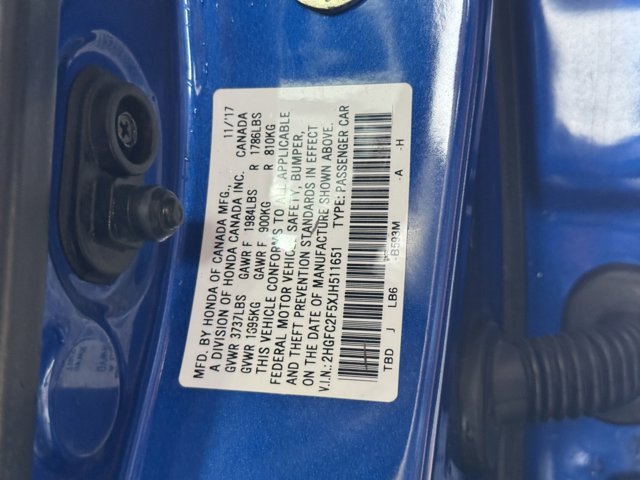 MFD. BY HONDA OF CANADA MFG., 11/17
A DIVISION OF HONDA CANADA INC. CANADA
GVWR 3737LBS GAWR F 1984LBS R 1786LBS
GVWR 1695KG GAWR F 900KG R 810KG
THIS VEHICLE CONFORMS TO ALL APPLICABLE
FEDERAL MOTOR VEHICLE SAFETY, BUMPER,
AND THEFT PREVENTION STANDARDS IN EFFECT
ON THE DATE OF MANUFACTURE SHOWN ABOVE.
V.I.N.: 2HGFC2F5XJH511651 TYPE: PASSENGER CAR
B593M -A -H
TBD J LB6